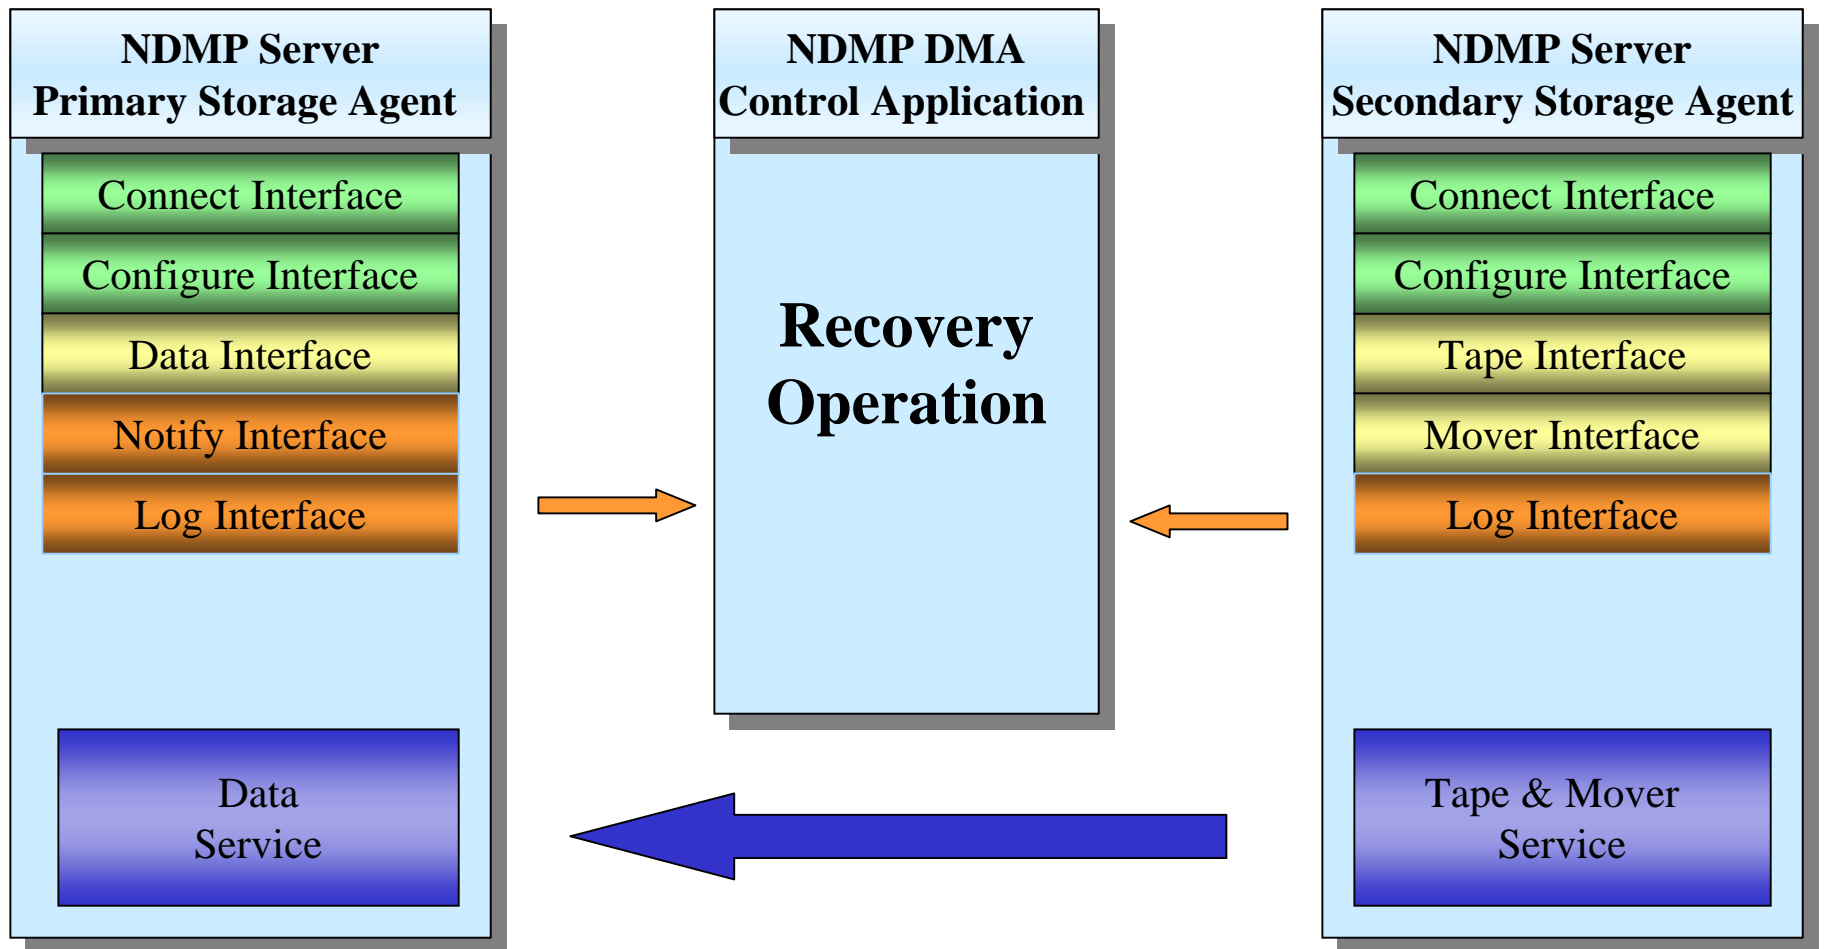 NDMP Server
Primary Storage Agent
Connect Interface
Configure Interface
Data Interface
Notify Interface
Log Interface
Data
Service
NDMP DMA
Control Application
Recovery
Operation
NDMP Server
Secondary Storage Agent
Connect Interface
Configure Interface
Tape Interface
Mover Interface
Log Interface
Tape & Mover
Service